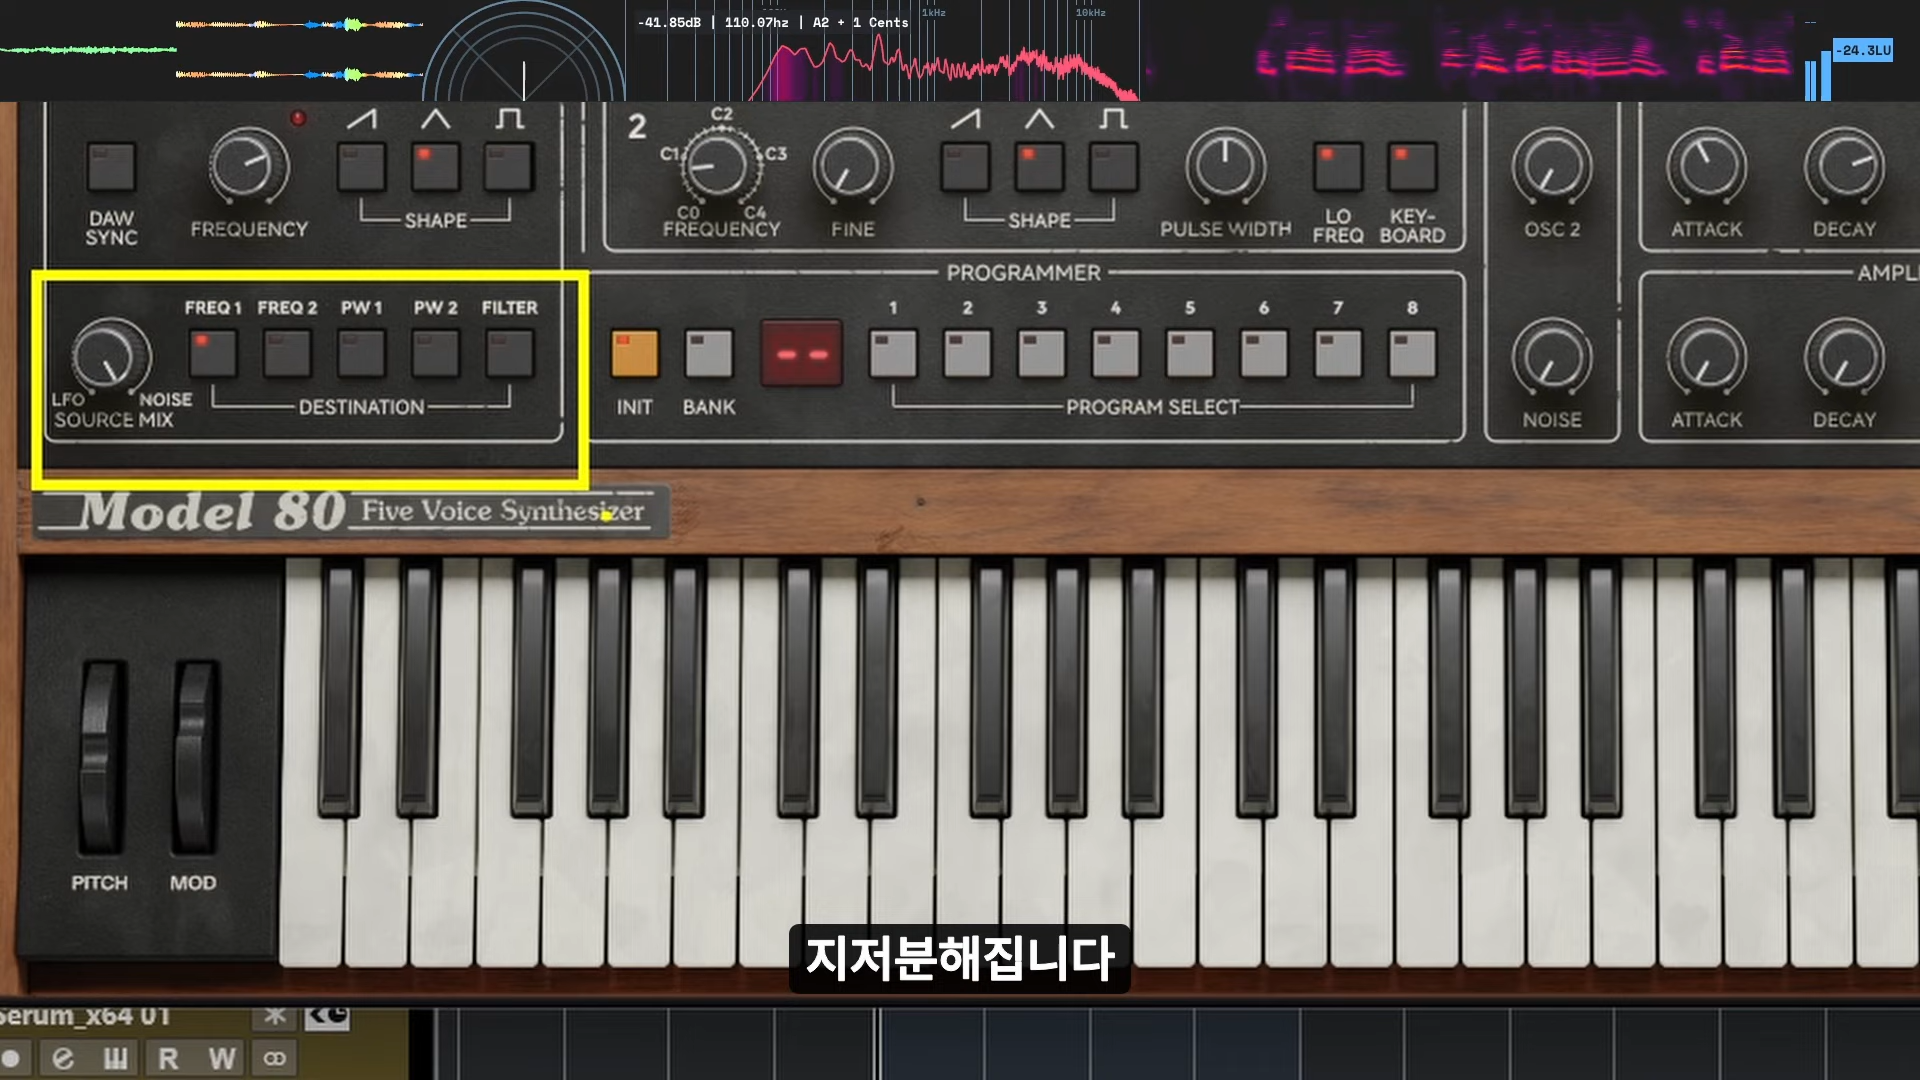 -41.85dB | 110.07hz | A2 + 1 Cents
1kHz
10kHz
-24.3LU
2
C2
C1
C3
C0
C4
DAW
SYNC
FREQUENCY
SHAPE
FREQUENCY
FINE
SHAPE
PULSE WIDTH
LO
FREQ
KEY-
BOARD
OSC 2
ATTACK
DECAY
PROGRAMMER
AMPL
FREQ 1
FREQ 2
PW 1
PW 2
FILTER
1
2
3
4
5
6
7
8
LFO
NOISE
SOURCE MIX
DESTINATION
INIT
BANK
PROGRAM SELECT
NOISE
ATTACK
DECAY
Model 80 Five Voice Synthesizer
PITCH
MOD
지저분해집니다
Serum_x64 01
R
W